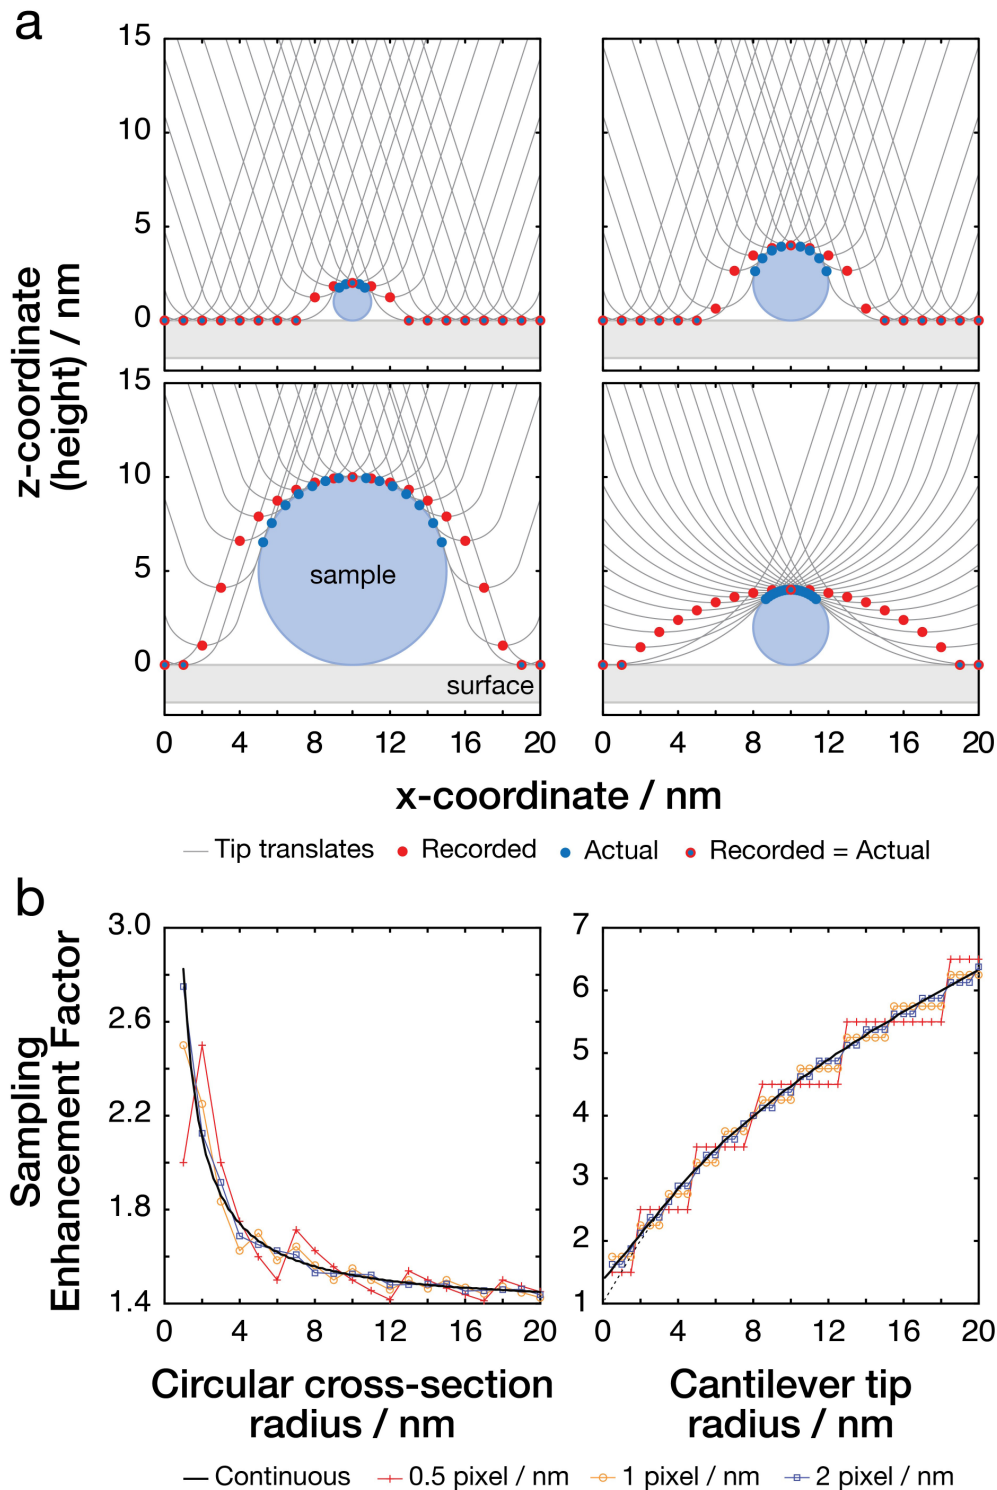 a
15
10
5
0
15
10
5
0
z-coordinate
(height) / nm
sample
surface
0 4 8 12 16 20
0 4 8 12 16 20
x-coordinate / nm
Tip translates Recorded Actual Recorded = Actual
b
3.0
2.6
2.2
1.8
1.4
Sampling
Enhancement Factor
0 4 8 12 16 20
Circular cross-section
radius / nm
7
6
5
4
3
2
1
0 4 8 12 16 20
Cantilever tip
radius / nm
Continuous 0.5 pixel / nm 1 pixel / nm 2 pixel / nm